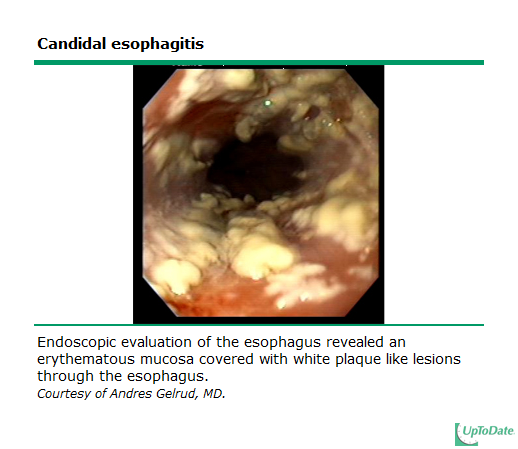 Candidal esophagitis
Endoscopic evaluation of the esophagus revealed an
erythematous mucosa covered with white plaque like lesions
through the esophagus.
Courtesy of Andres Gelrud, MD.
UpToDate